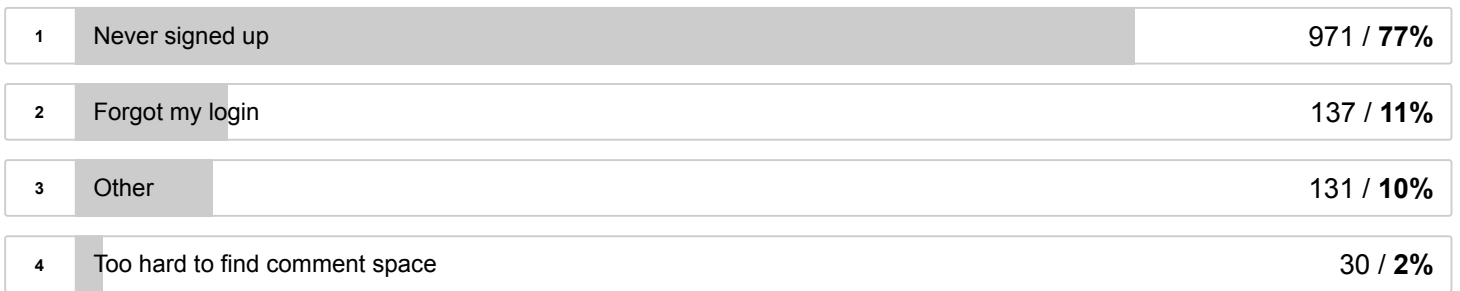 1 Never signed up 971 / 77%
2 Forgot my login 137 / 11%
3 Other 131 / 10%
4 Too hard to find comment space 30 / 2%